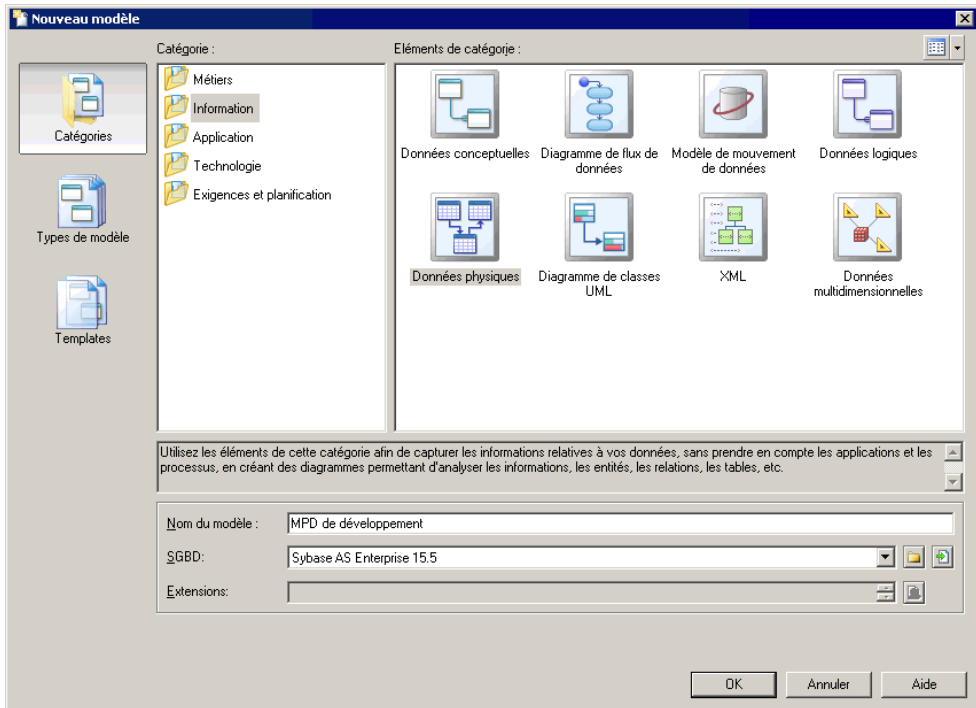 Nouveau modèle
Catégorie :
Eléments de catégorie :
Catégories
Types de modèle
Templates
Métiers
Information
Application
Technologie
Exigences et planification
Données conceptuelles
Diagramme de flux de
données
Modèle de mouvement
de données
Données logiques
Données physiques
Diagramme de classes
UML
XML
Données
multidimensionnelles
Utilisez les éléments de cette catégorie afin de capturer les informations relatives à vos données, sans prendre en compte les applications et les
processus, en créant des diagrammes permettant d'analyser les informations, les entités, les relations, les tables, etc.
Nom du modèle :
MPD de développement
SGBD:
Sybase AS Enterprise 15.5
Extensions:
OK
Annuler
Aide